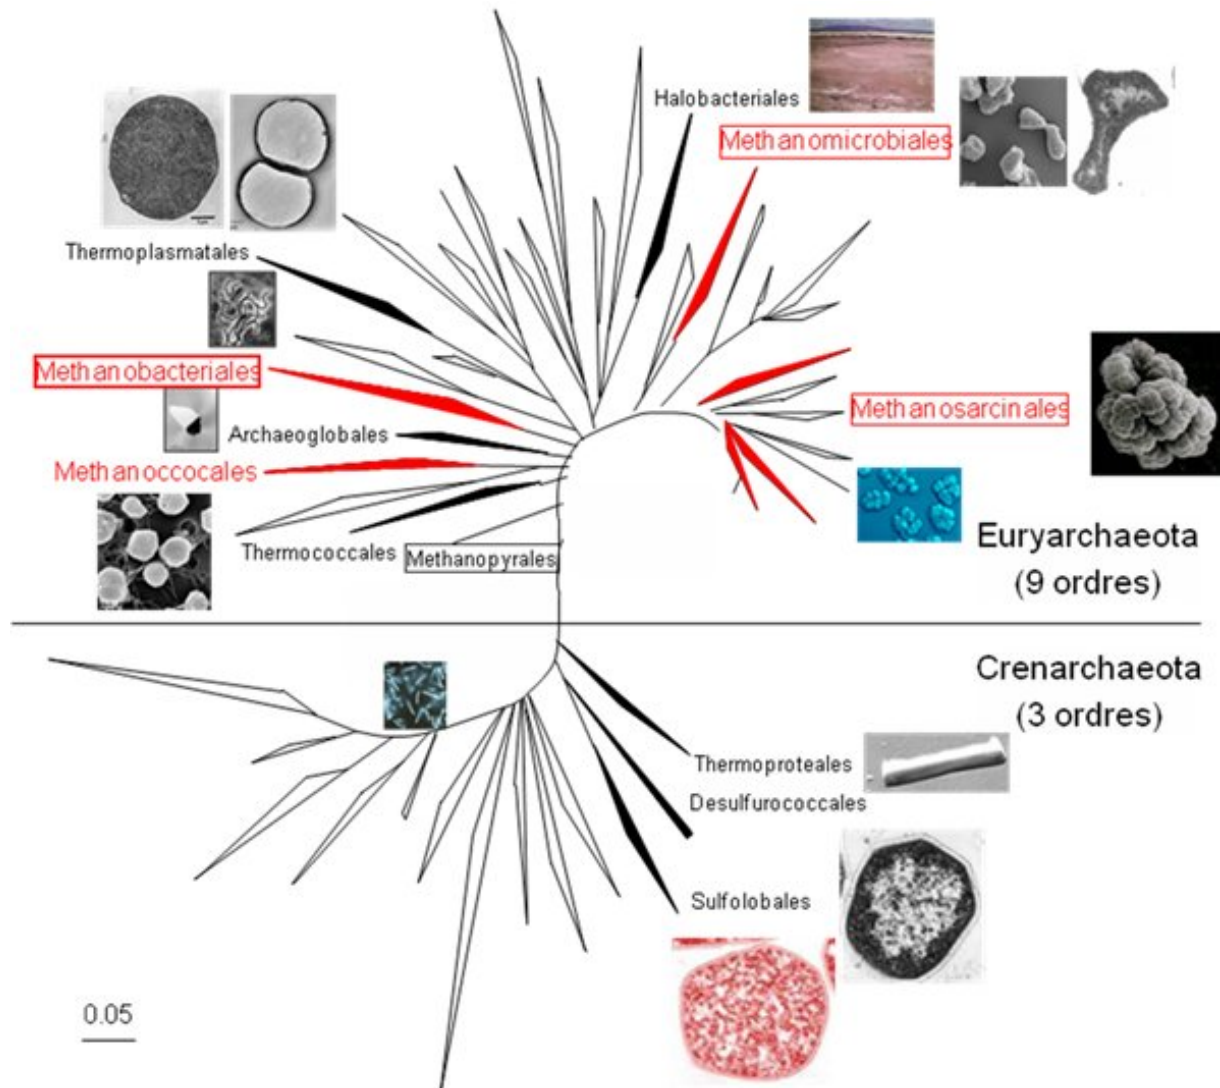 Halobacteriales
Methanomicrobiales
Thermoplasmatales
Methanobacteriales
Methanosarcinales
Archaeoglobales
Methanoccocales
Thermococcales
Methanopyrales
Euryarchaeota
(9 ordres)
Crenarchaeota
(3 ordres)
Thermoproteales
Desulfurococcales
Sulfolobales
0.05